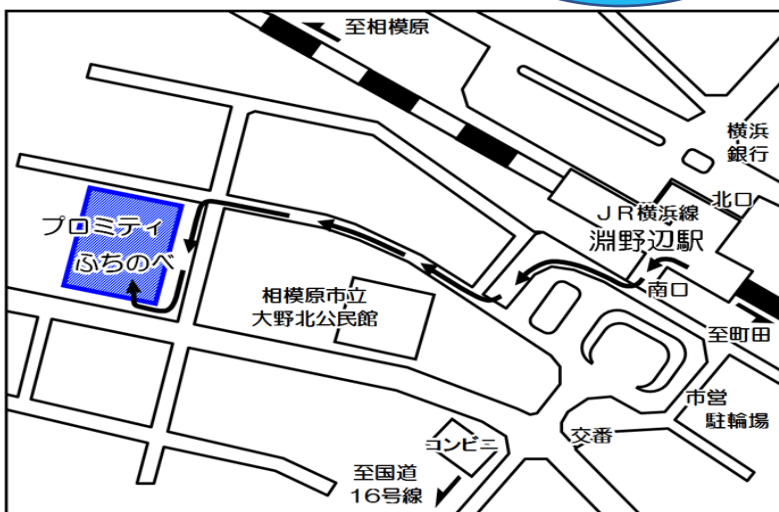 至相模原
横浜
銀行
北口
JR横浜線
淵野辺駅
南口
至町田
プロミティ
ふちのべ
相模原市立
大野北公民館
市営
駐輪場
交番
コンビニ
至国道
16号線